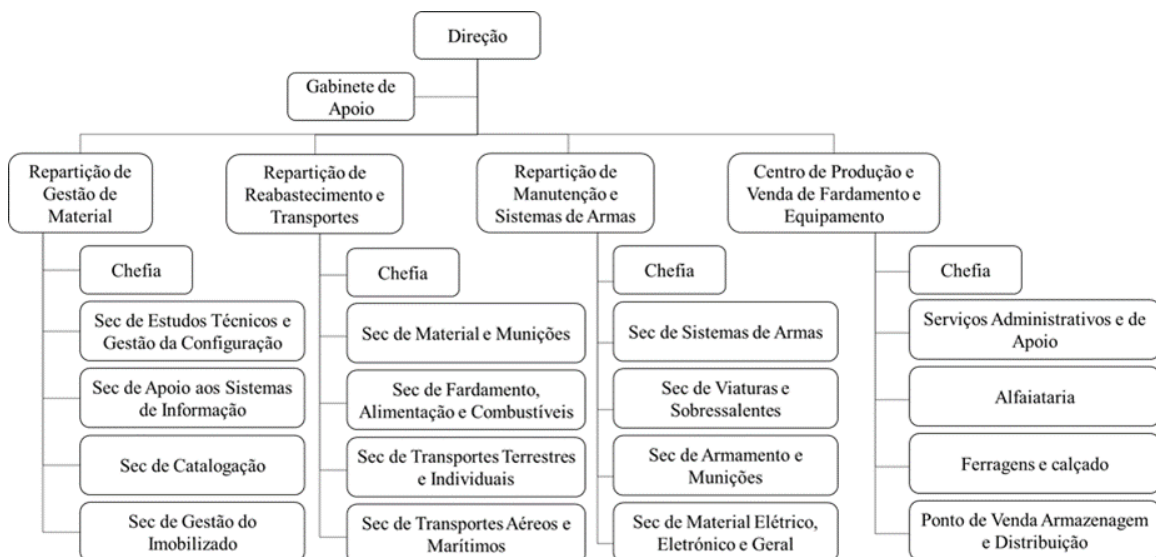 Direção
Gabinete de
Apoio
Repartição de
Gestão de
Material
Chefia
Sec de Estudos Técnicos e
Gestão da Configuração
Sec de Apoio aos Sistemas
de Informação
Sec de Catalogação
Sec de Gestão do
Imobilizado
Repartição de
Reabastecimento e
Transportes
Chefia
Sec de Material e Munições
Sec de Fardamento,
Alimentação e Combustíveis
Sec de Transportes Terrestres
e Individuais
Sec de Transportes Aéreos e
Marítimos
Repartição de
Manutenção e
Sistemas de Armas
Chefia
Sec de Sistemas de Armas
Sec de Viaturas e
Sobressalentes
Sec de Armamento e
Munições
Sec de Material Elétrico,
Eletrónico e Geral
Centro de Produção e
Venda de Fardamento e
Equipamento
Chefia
Serviços Administrativos e de
Apoio
Alfaiataria
Ferragens e calçado
Ponto de Venda Armazenagem
e Distribuição